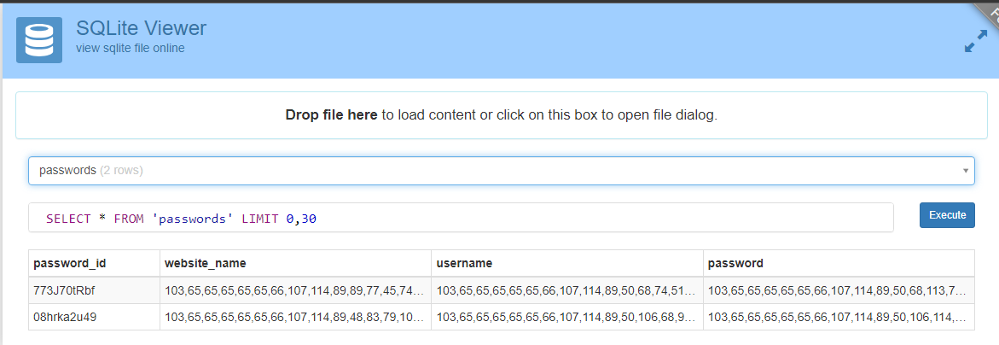 SQLite Viewer
view sqlite file online
Drop file here to load content or click on this box to open file dialog.
passwords (2 rows)
SELECT * FROM 'passwords' LIMIT 0,30
Execute
password_id website_name username password
773J70tRbf 103,65,65,65,65,65,66,107,114,89,89,77,45,74... 103,65,65,65,65,65,66,107,114,89,50,68,74,51... 103,65,65,65,65,65,66,107,114,89,50,68,113,7...
08hrka2u49 103,65,65,65,65,65,66,107,114,89,48,83,79,10... 103,65,65,65,65,65,66,107,114,89,50,106,68,9... 103,65,65,65,65,65,66,107,114,89,50,106,114,...